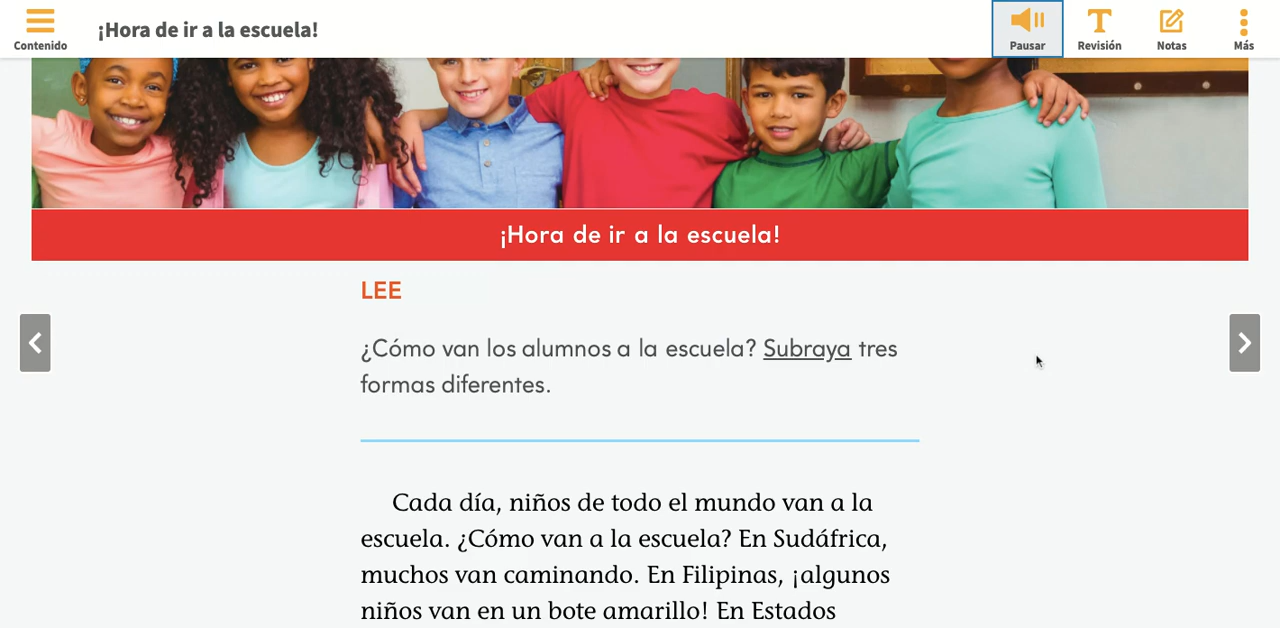 Contenido
¡Hora de ir a la escuela!
Pausar
Revisión
Notas
Más
¡Hora de ir a la escuela!
LEE
¿Cómo van los alumnos a la escuela? Subraya tres
formas diferentes.
Cada día, niños de todo el mundo van a la
escuela. ¿Cómo van a la escuela? En Sudáfrica,
muchos van caminando. En Filipinas, ¡algunos
niños van en un bote amarillo! En Estados